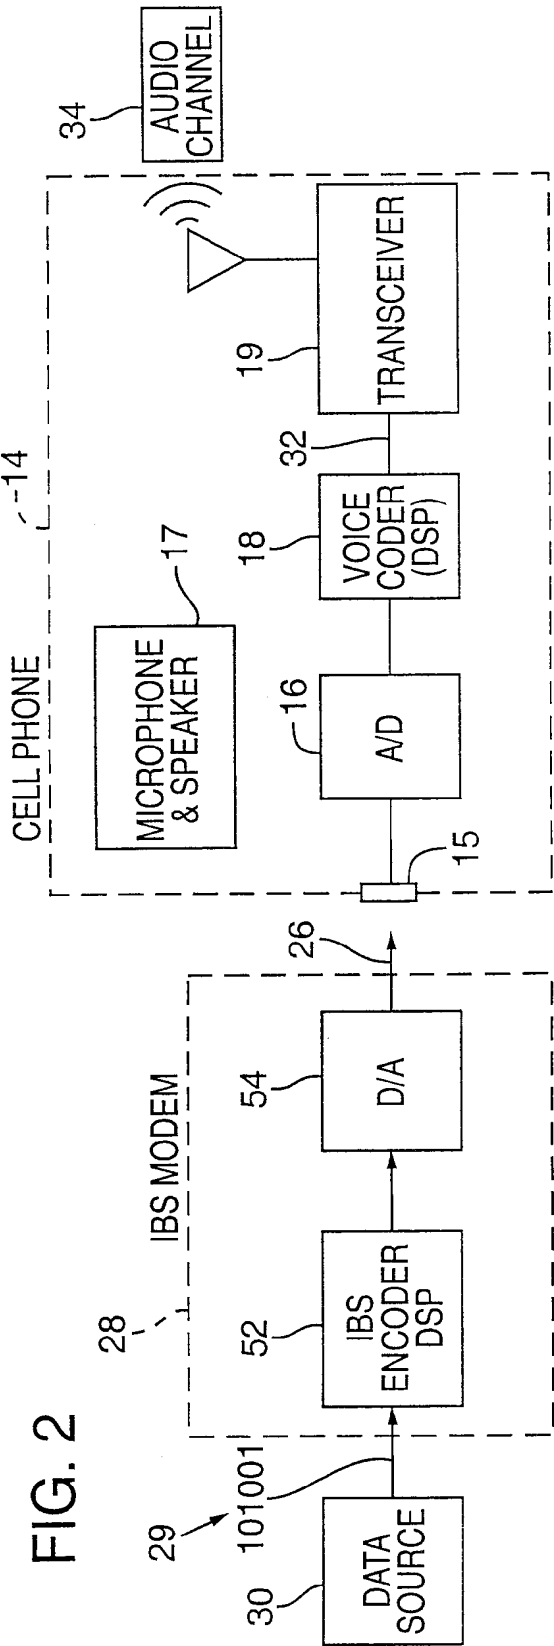 FIG. 2
29
101001
30
DATA
SOURCE
28
IBS MODEM
52
IBS
ENCODER
DSP
54
D/A
26
CELL PHONE
14
15
MICROPHONE
& SPEAKER
17
16
A/D
18
VOICE
CODER
(DSP)
32
19
TRANSCEIVER
34
AUDIO
CHANNEL